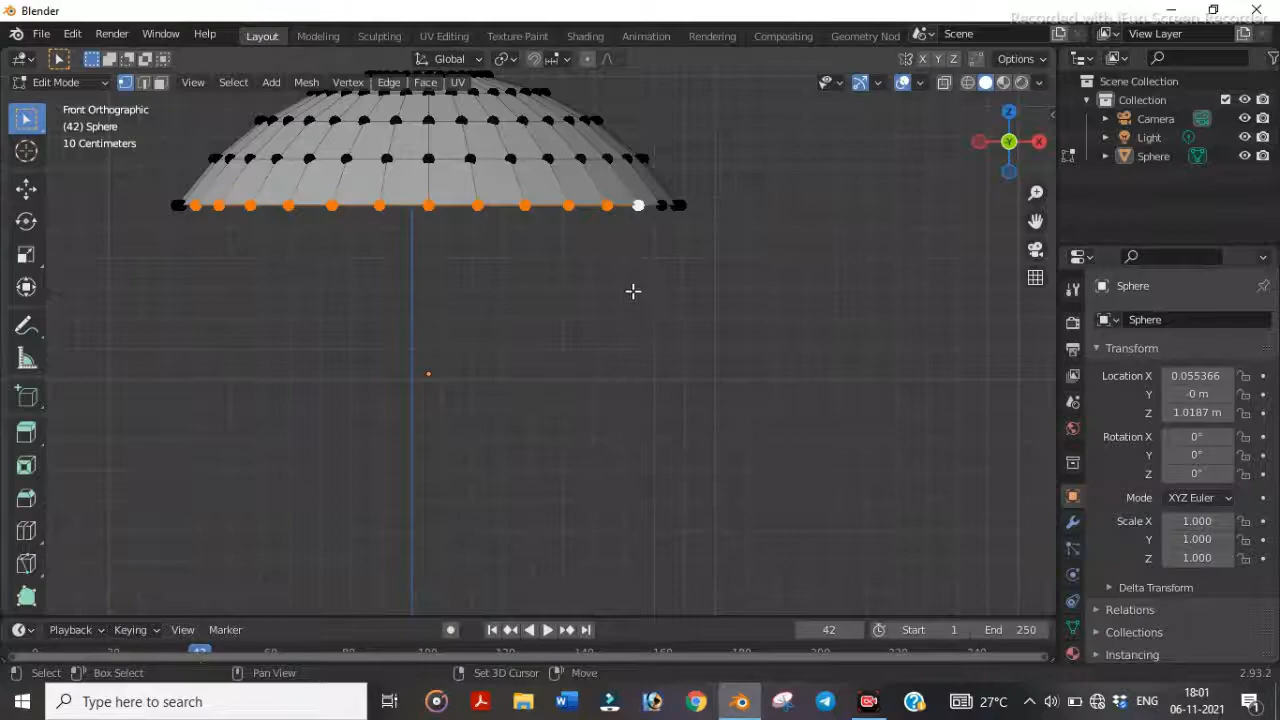 Blender
Recorded with iFun Screen Recorder
File Edit Render Window Help Layout Modeling Sculpting UV Editing Texture Paint Shading Animation Rendering Compositing Geometry Nod Scene View Layer
Global X Y Z Options
Edit Mode View Select Add Mesh Vertex Edge Face UV
Scene Collection
Collection
Camera
Light
Sphere
Front Orthographic
(42) Sphere
10 Centimeters
Z
Y
X
Sphere
Sphere
Transform
Location X 0.055366
Y -0 m
Z 1.0187 m
Rotation X 0°
Y 0°
Z 0°
Mode XYZ Euler
Scale X 1.000
Y 1.000
Z 1.000
Delta Transform
Relations
Collections
Instancing
Playback Keying View Marker 42 Start 1 End 250
Select Box Select Pan View Set 3D Cursor Move 2.93.2
Type here to search
27°C ENG
18:01
06-11-2021